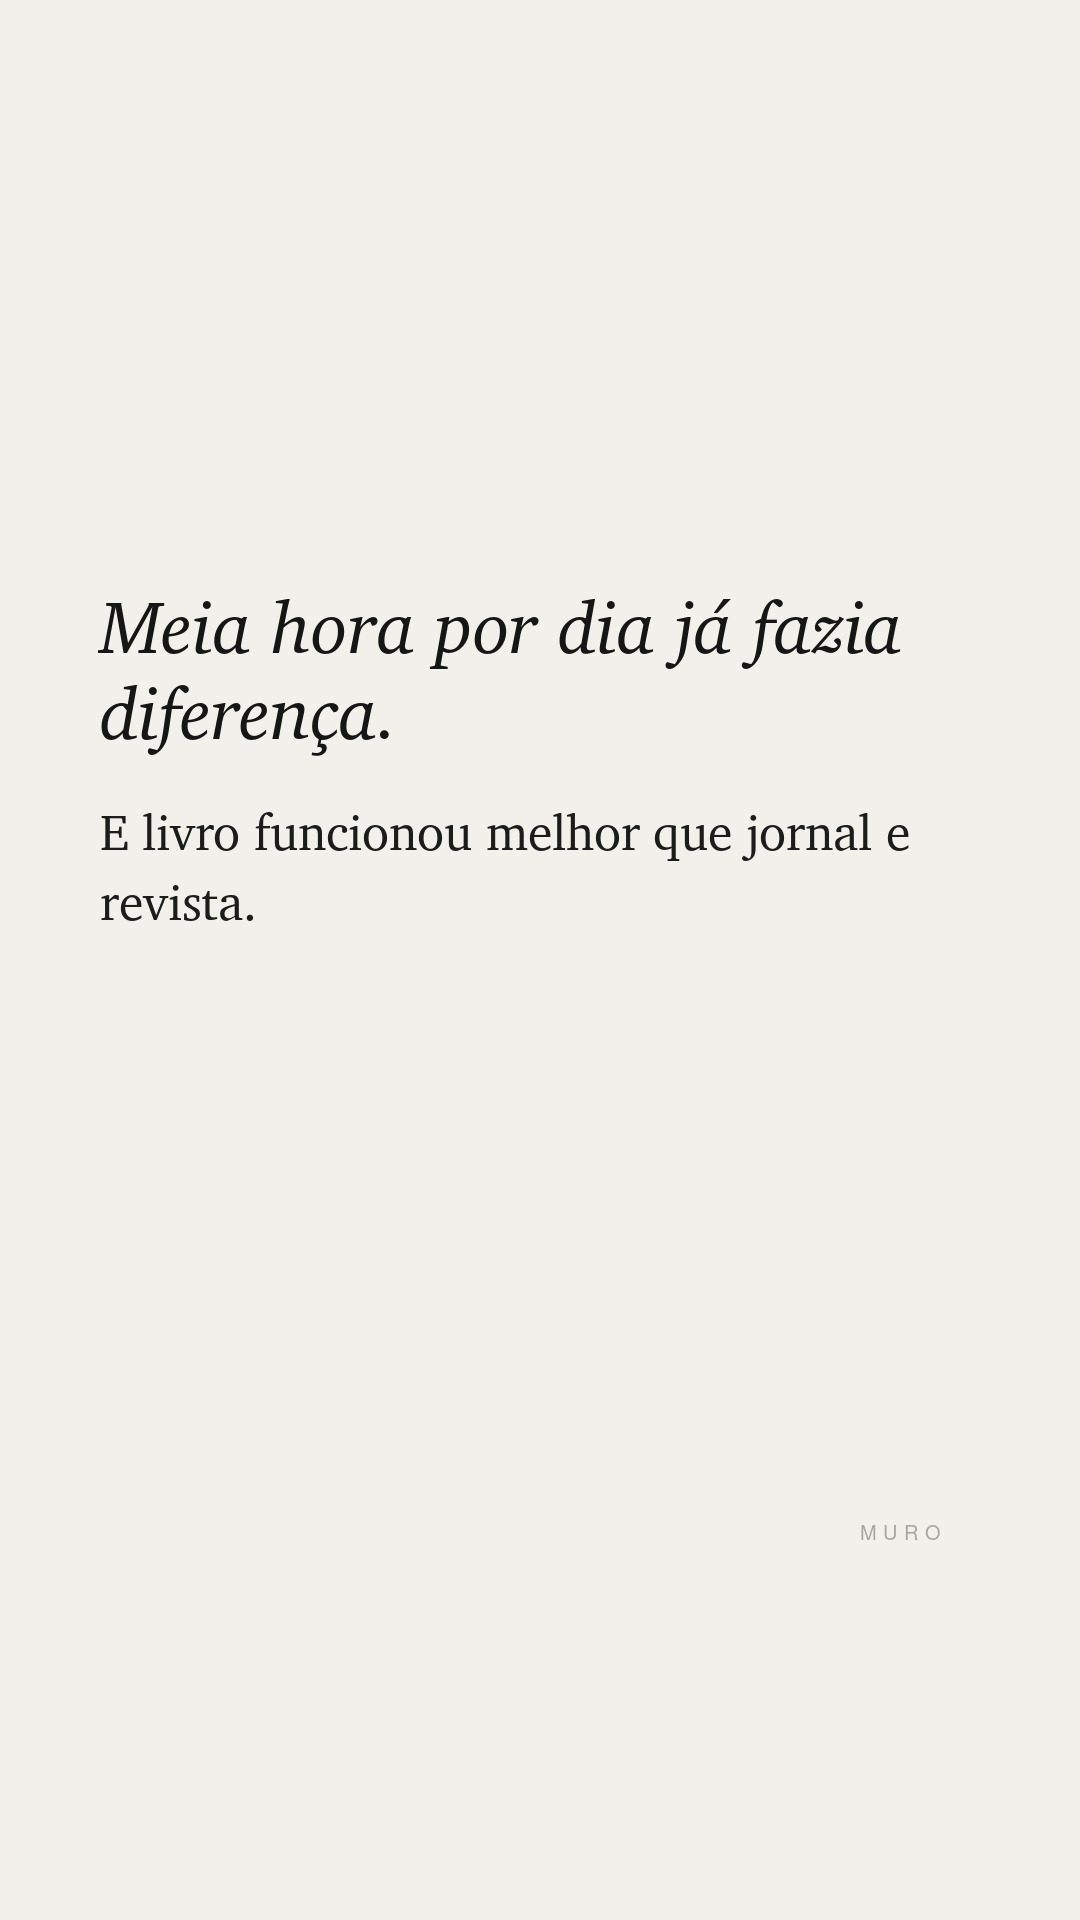 Meia hora por dia já fazia
diferença.
E livro funcionou melhor que jornal e
revista.
MURO